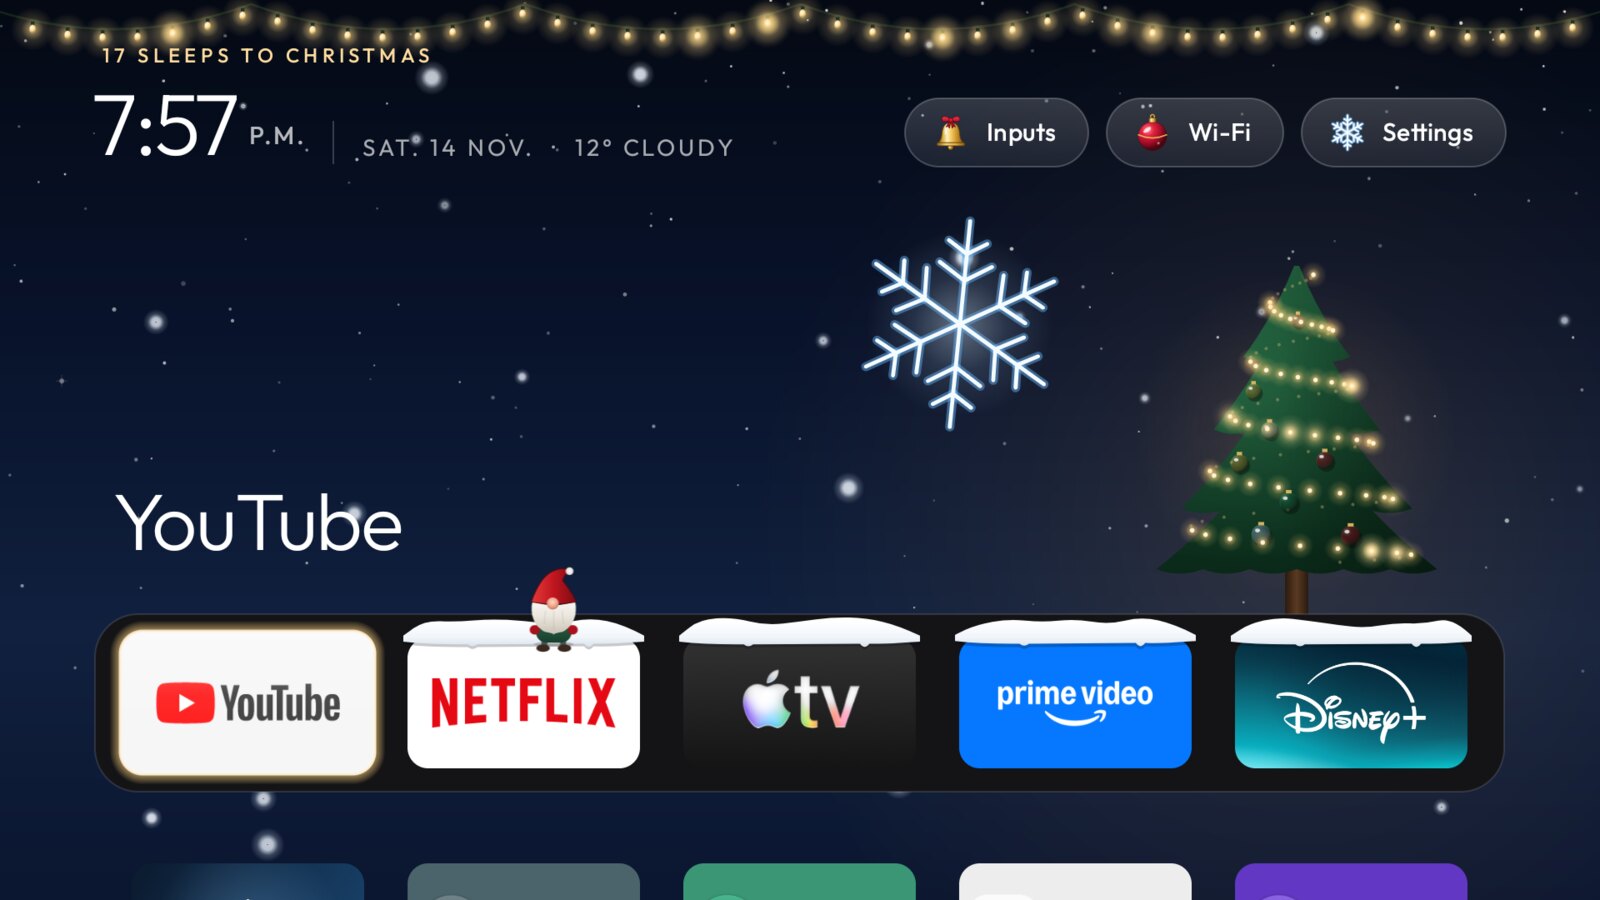 17 SLEEPS TO CHRISTMAS
7:57 P.M.
SAT. 14 NOV. · 12° CLOUDY
Inputs
Wi-Fi
Settings
YouTube
YouTube
NETFLIX
tv
prime video
Disney+